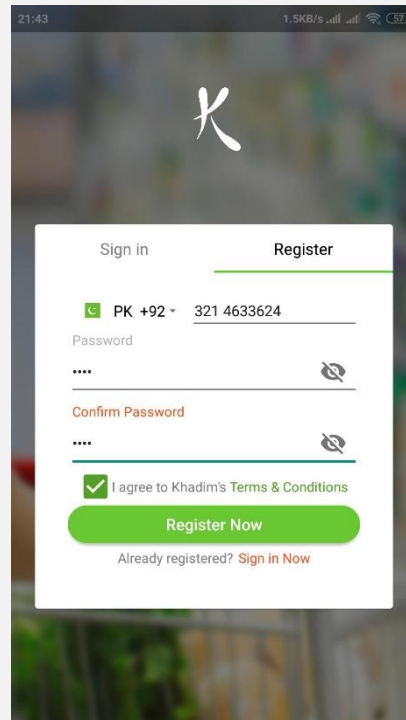 21:43 1.5KB/s 57
K
Sign in Register
PK +92 321 4633624
Password
••••
Confirm Password
••••
I agree to Khadim's Terms & Conditions
Register Now
Already registered? Sign in Now